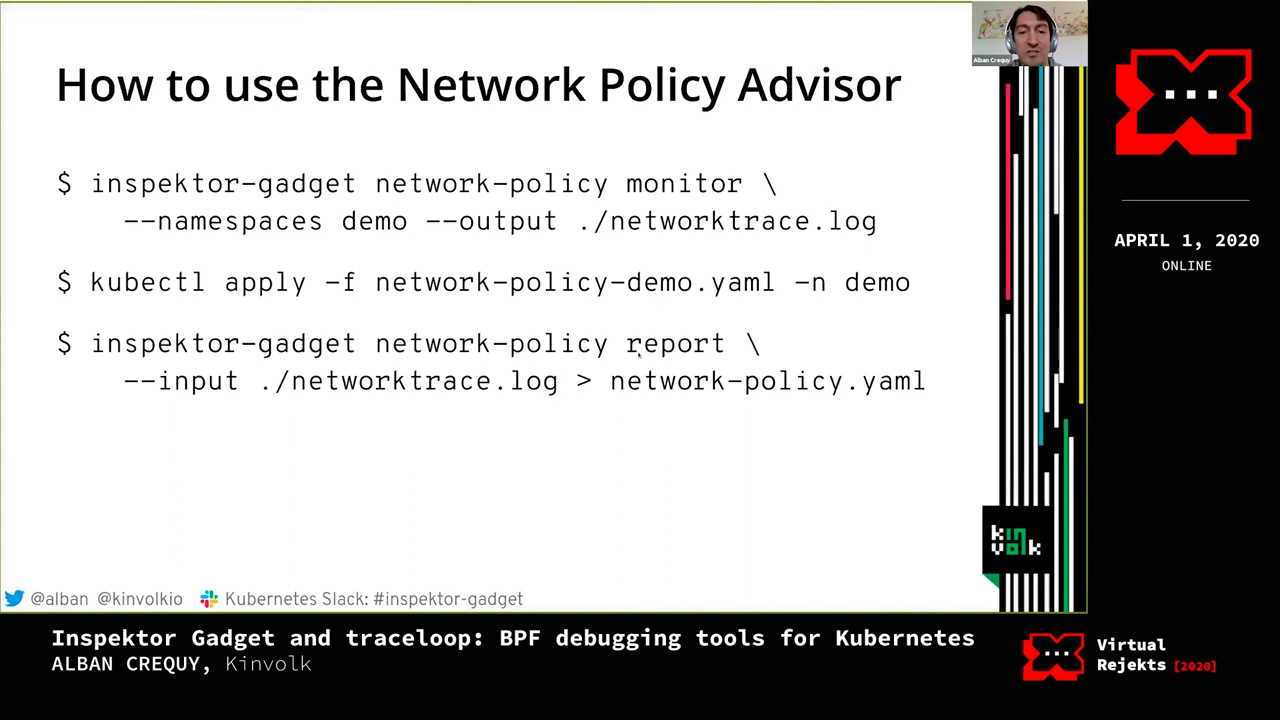 How to use the Network Policy Advisor
$ inspektor-gadget network-policy monitor \
--namespaces demo --output ./networktrace.log
$ kubectl apply -f network-policy-demo.yaml -n demo
$ inspektor-gadget network-policy report \
--input ./networktrace.log > network-policy.yaml
@alban @kinvolkio Kubernetes Slack: #inspektor-gadget
Alban Crequy
kin
volk
APRIL 1, 2020
ONLINE
Inspektor Gadget and traceloop: BPF debugging tools for Kubernetes
ALBAN CREQUY, Kinvolk
Virtual
Rejekts [2020]